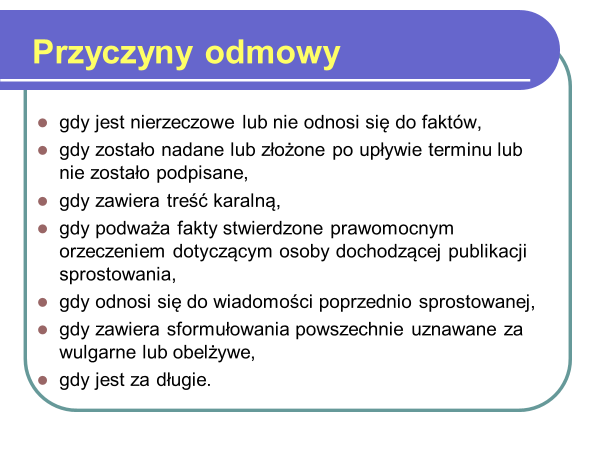 Przyczyny odmowy
gdy jest nierzeczowe lub nie odnosi się do faktów,
gdy zostało nadane lub złożone po upływie terminu lub
nie zostało podpisane,
gdy zawiera treść karalną,
gdy podważa fakty stwierdzone prawomocnym
orzeczeniem dotyczącym osoby dochodzącej publikacji
sprostowania,
gdy odnosi się do wiadomości poprzednio sprostowanej,
gdy zawiera sformułowania powszechnie uznawane za
wulgarne lub obelżywe,
gdy jest za długie.